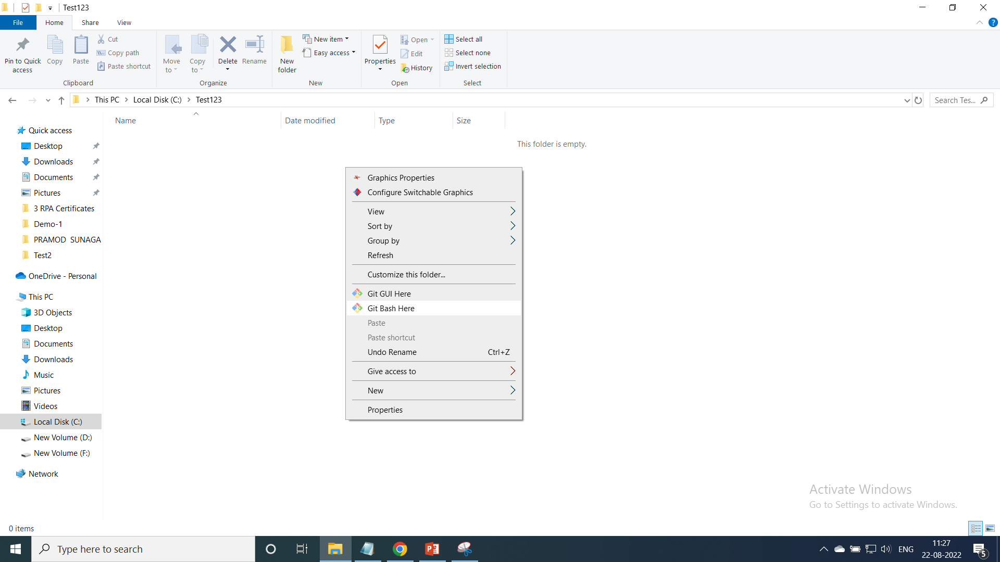 Test123
File
Home
Share
View
Pin to Quick
access
Copy
Paste
Cut
Copy path
Paste shortcut
Clipboard
Move
to
Copy
to
Delete
Rename
Organize
New
folder
New item
Easy access
New
Properties
Open
Edit
History
Open
Select all
Select none
Invert selection
Select
This PC
Local Disk (C:)
Test123
Search Tes...
Name
Date modified
Type
Size
This folder is empty.
Quick access
Desktop
Downloads
Documents
Pictures
3 RPA Certificates
Demo-1
PRAMOD SUNAGA
Test2
OneDrive - Personal
This PC
3D Objects
Desktop
Documents
Downloads
Music
Pictures
Videos
Local Disk (C:)
New Volume (D:)
New Volume (F:)
Network
Graphics Properties
Configure Switchable Graphics
View
Sort by
Group by
Refresh
Customize this folder...
Git GUI Here
Git Bash Here
Paste
Paste shortcut
Undo Rename Ctrl+Z
Give access to
New
Properties
Activate Windows
Go to Settings to activate Windows.
0 items
Type here to search
ENG
11:27
22-08-2022
5